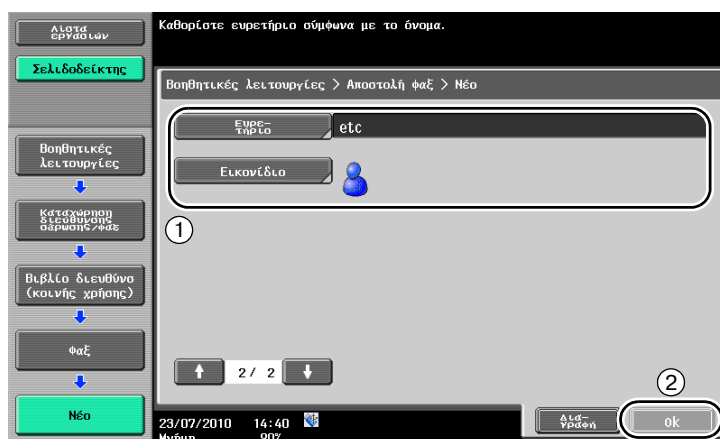 Λίστα
εργασιών
Καθορίστε ευρετήριο σύμφωνα με το όνομα.
Σελιδοδείκτης
Βοηθητικές λειτουργίες > Αποστολή φαξ > Νέο
Ευρε-
τήριο
etc
Βοηθητικές
λειτουργίες
Εικονίδιο
Καταχώρηση
διεύθυνσης
σάρωσης/φαξ
1
Βιβλίο διευθύνσ
(κοινής χρήσης)
Φαξ
2/ 2
2
Νέο
Δια-
γραφή
ok
23/07/2010 14:40
Μνήμη 90%